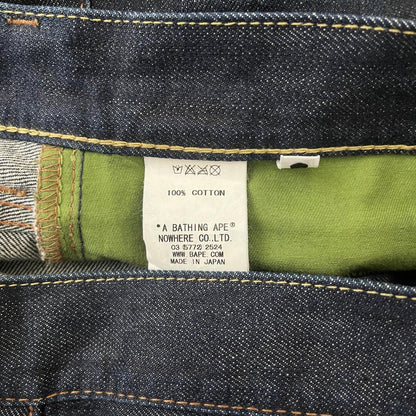 100% COTTON
*A BATHING APE®
NOWHERE CO., LTD.
03 (5772) 2524
WWW.BAPE.COM
MADE IN JAPAN